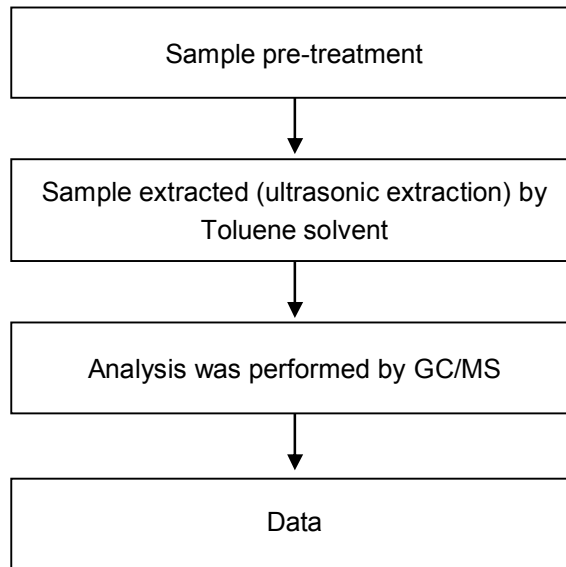 Sample pre-treatment
Sample extracted (ultrasonic extraction) by
Toluene solvent
Analysis was performed by GC/MS
Data